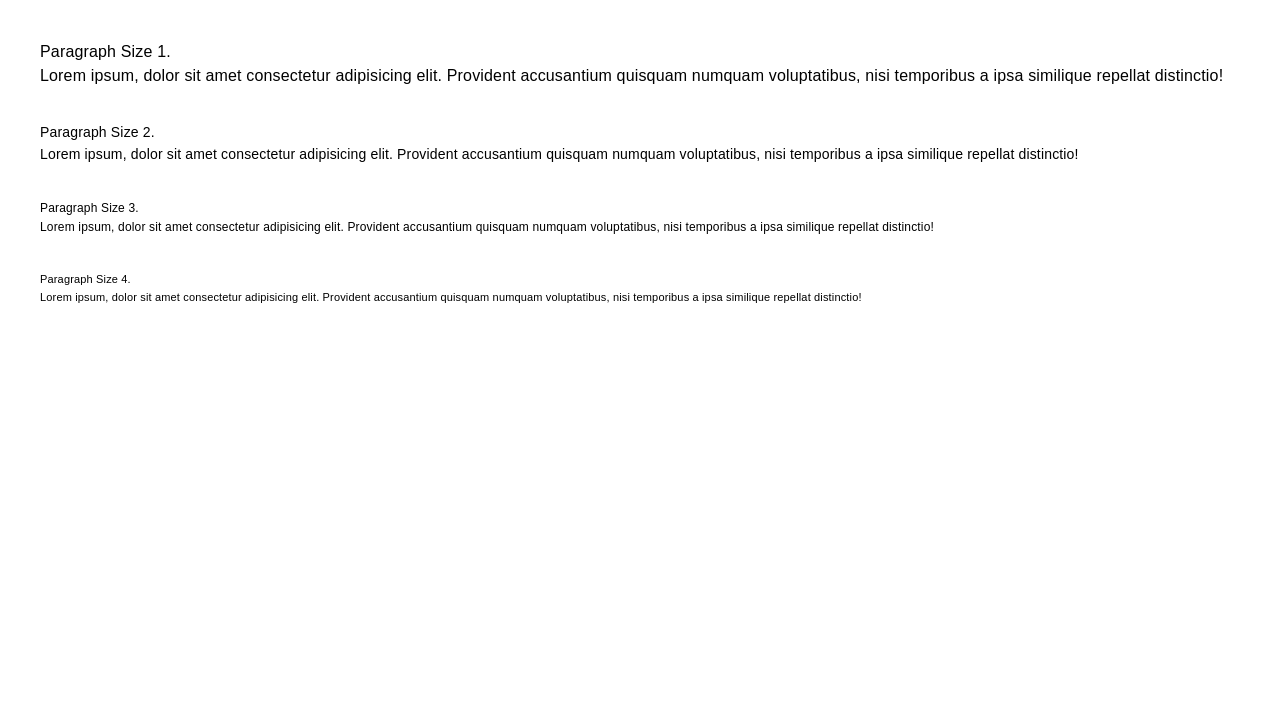 Paragraph Size 1.
Lorem ipsum, dolor sit amet consectetur adipisicing elit. Provident accusantium quisquam numquam voluptatibus, nisi temporibus a ipsa similique repellat distinctio!
Paragraph Size 2.
Lorem ipsum, dolor sit amet consectetur adipisicing elit. Provident accusantium quisquam numquam voluptatibus, nisi temporibus a ipsa similique repellat distinctio!
Paragraph Size 3.
Lorem ipsum, dolor sit amet consectetur adipisicing elit. Provident accusantium quisquam numquam voluptatibus, nisi temporibus a ipsa similique repellat distinctio!
Paragraph Size 4.
Lorem ipsum, dolor sit amet consectetur adipisicing elit. Provident accusantium quisquam numquam voluptatibus, nisi temporibus a ipsa similique repellat distinctio!